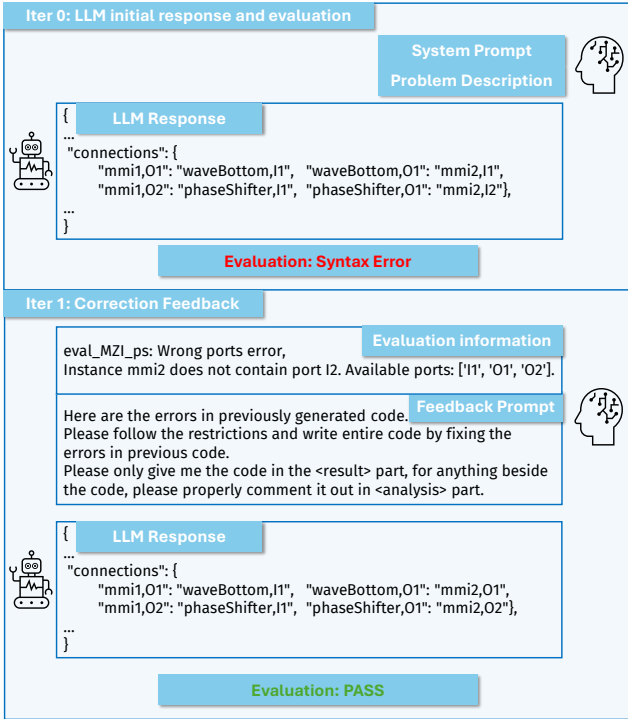 Iter 0: LLM initial response and evaluation
System Prompt
Problem Description
LLM Response
{
...
"connections": {
"mmi1,O1": "waveBottom,I1", "waveBottom,O1": "mmi2,I1",
"mmi1,O2": "phaseShifter,I1", "phaseShifter,O1": "mmi2,I2"},
...
}
Evaluation: Syntax Error
Iter 1: Correction Feedback
Evaluation information
eval_MZI_ps: Wrong ports error,
Instance mmi2 does not contain port I2. Available ports: ['I1', 'O1', 'O2'].
Feedback Prompt
Here are the errors in previously generated code.
Please follow the restrictions and write entire code by fixing the
errors in previous code.
Please only give me the code in the <result> part, for anything beside
the code, please properly comment it out in <analysis> part.
LLM Response
{
...
"connections": {
"mmi1,O1": "waveBottom,I1", "waveBottom,O1": "mmi2,O1",
"mmi1,O2": "phaseShifter,I1", "phaseShifter,O1": "mmi2,O2"},
...
}
Evaluation: PASS